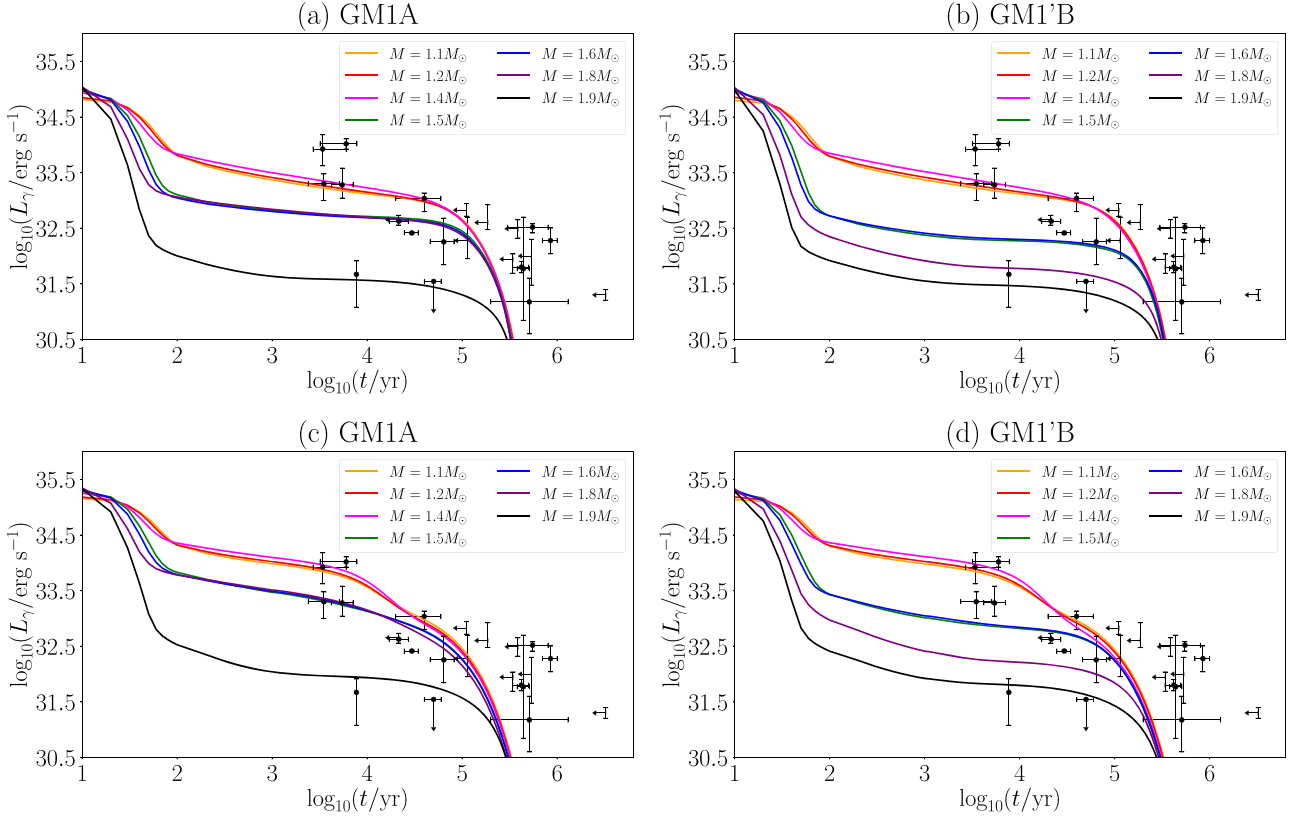 (a) GM1A
log₁₀(Lγ/erg s⁻¹)
35.5
34.5
33.5
32.5
31.5
30.5
M = 1.1M⊙
M = 1.2M⊙
M = 1.4M⊙
M = 1.5M⊙
M = 1.6M⊙
M = 1.8M⊙
M = 1.9M⊙
1 2 3 4 5 6
log₁₀(t/yr)
(b) GM1'B
log₁₀(Lγ/erg s⁻¹)
35.5
34.5
33.5
32.5
31.5
30.5
M = 1.1M⊙
M = 1.2M⊙
M = 1.4M⊙
M = 1.5M⊙
M = 1.6M⊙
M = 1.8M⊙
M = 1.9M⊙
1 2 3 4 5 6
log₁₀(t/yr)
(c) GM1A
log₁₀(Lγ/erg s⁻¹)
35.5
34.5
33.5
32.5
31.5
30.5
M = 1.1M⊙
M = 1.2M⊙
M = 1.4M⊙
M = 1.5M⊙
M = 1.6M⊙
M = 1.8M⊙
M = 1.9M⊙
1 2 3 4 5 6
log₁₀(t/yr)
(d) GM1'B
log₁₀(Lγ/erg s⁻¹)
35.5
34.5
33.5
32.5
31.5
30.5
M = 1.1M⊙
M = 1.2M⊙
M = 1.4M⊙
M = 1.5M⊙
M = 1.6M⊙
M = 1.8M⊙
M = 1.9M⊙
1 2 3 4 5 6
log₁₀(t/yr)